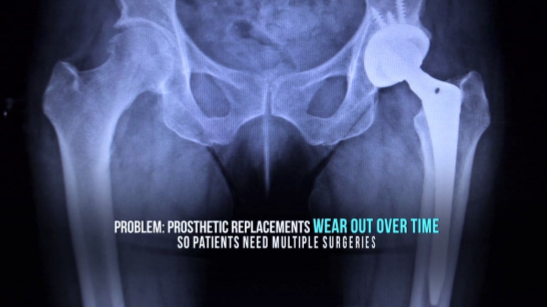 PROBLEM: PROSTHETIC REPLACEMENTS WEAR OUT OVER TIME
SO PATIENTS NEED MULTIPLE SURGERIES